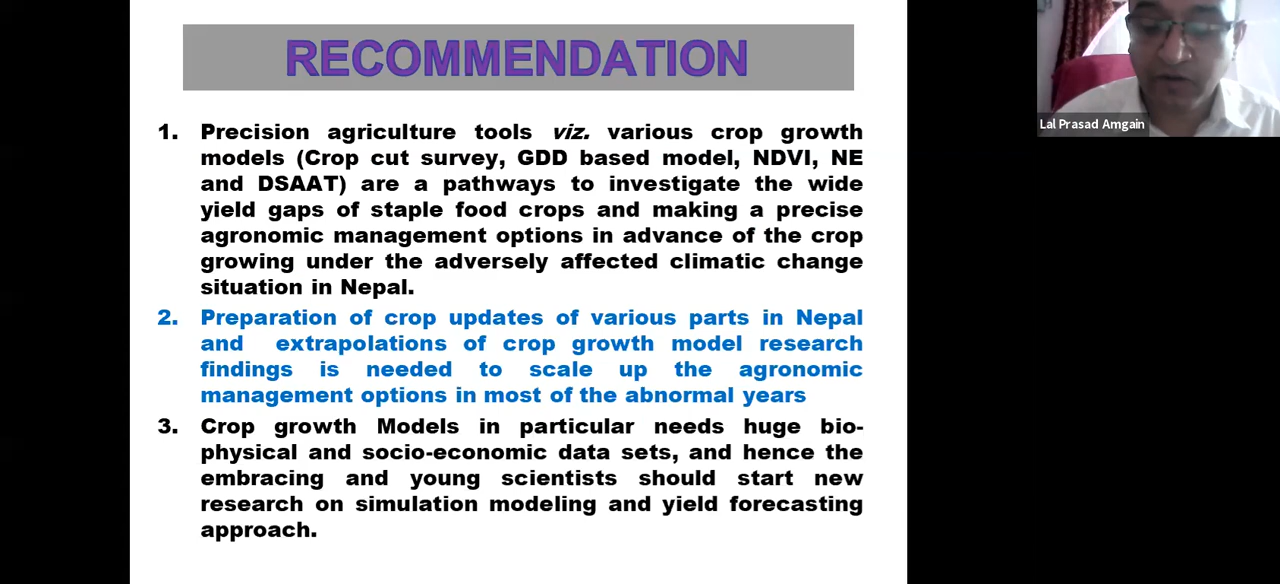 RECOMMENDATION
1. Precision agriculture tools viz. various crop growth
models (Crop cut survey, GDD based model, NDVI, NE
and DSAAT) are a pathways to investigate the wide
yield gaps of staple food crops and making a precise
agronomic management options in advance of the crop
growing under the adversely affected climatic change
situation in Nepal.
2. Preparation of crop updates of various parts in Nepal
and extrapolations of crop growth model research
findings is needed to scale up the agronomic
management options in most of the abnormal years
3. Crop growth Models in particular needs huge bio-
physical and socio-economic data sets, and hence the
embracing and young scientists should start new
research on simulation modeling and yield forecasting
approach.
Lal Prasad Amgain